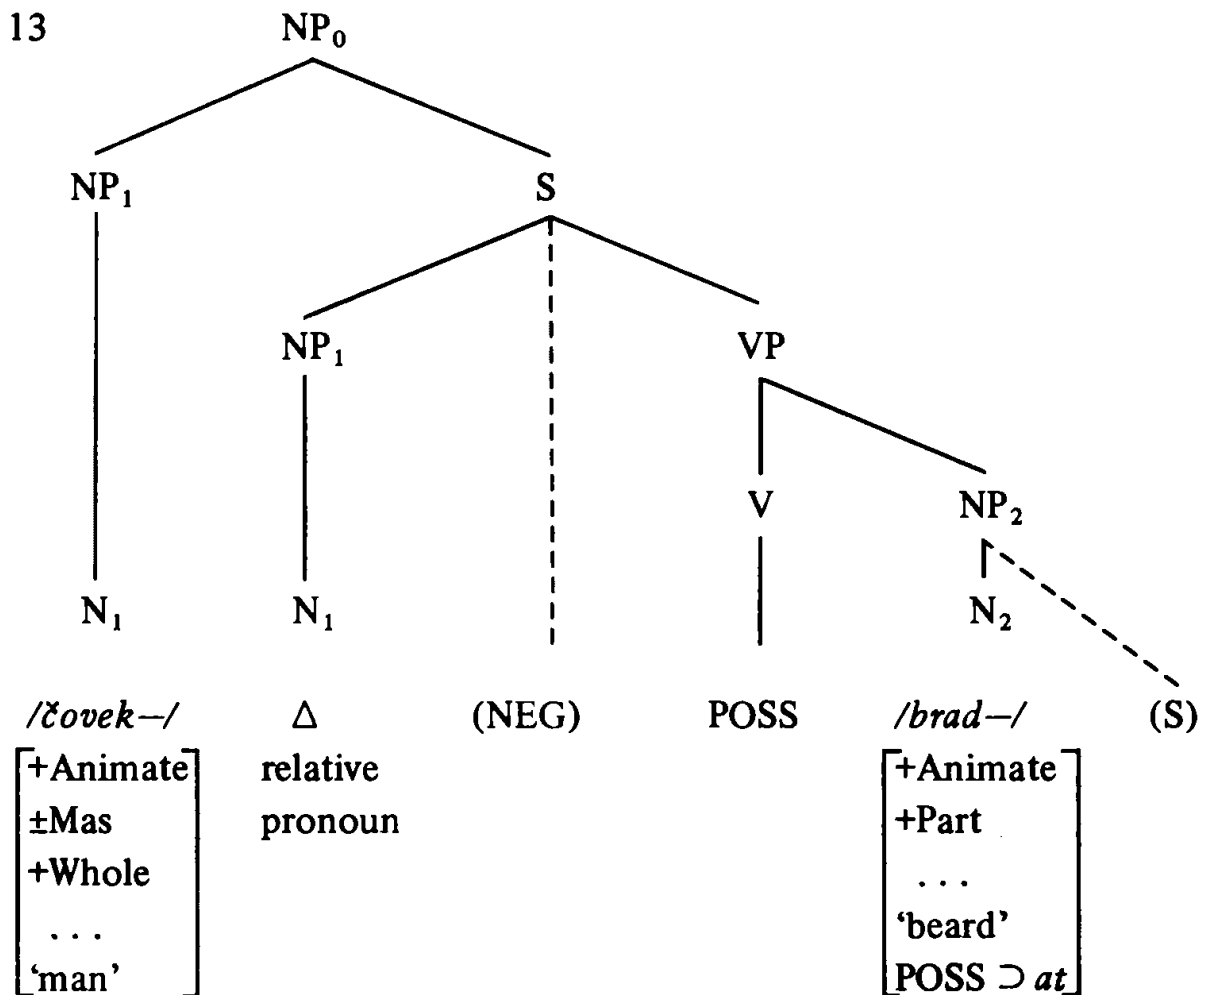 13 NP₀
NP₁ S
NP₁ VP
V NP₂
N₁ N₁ N₂
/čovek—/ Δ (NEG) POSS /brad—/ (S)
+Animate relative +Animate
±Mas pronoun +Part
+Whole . . .
. . . ‘beard’
‘man’ POSS ⊃ at